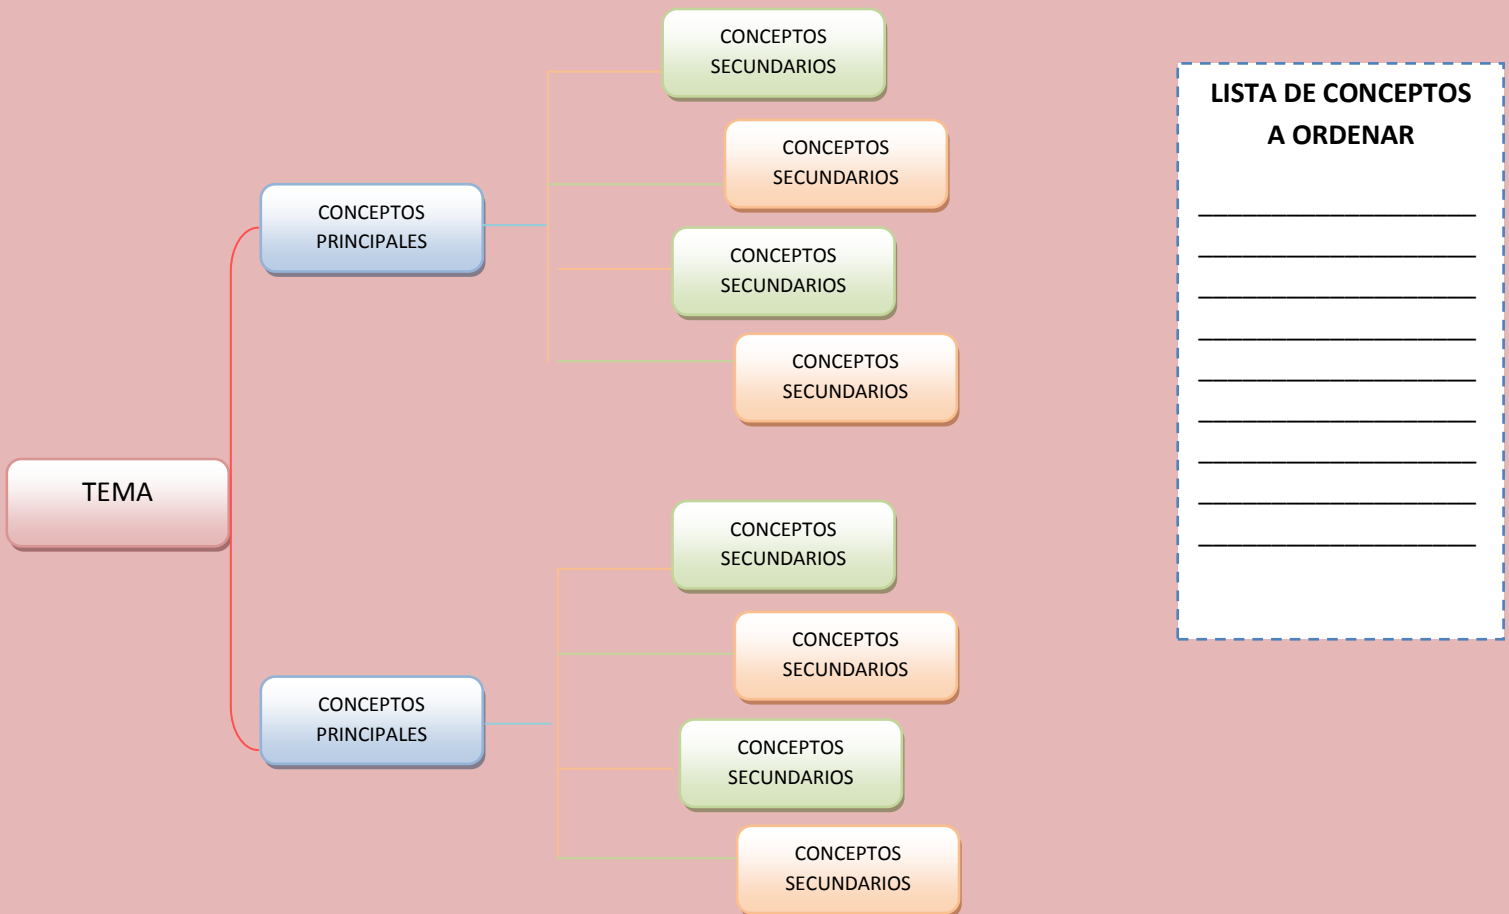 CONCEPTOS
SECUNDARIOS
CONCEPTOS
SECUNDARIOS
CONCEPTOS
PRINCIPALES
CONCEPTOS
SECUNDARIOS
CONCEPTOS
SECUNDARIOS
TEMA
CONCEPTOS
SECUNDARIOS
CONCEPTOS
SECUNDARIOS
CONCEPTOS
PRINCIPALES
CONCEPTOS
SECUNDARIOS
CONCEPTOS
SECUNDARIOS
LISTA DE CONCEPTOS
A ORDENAR